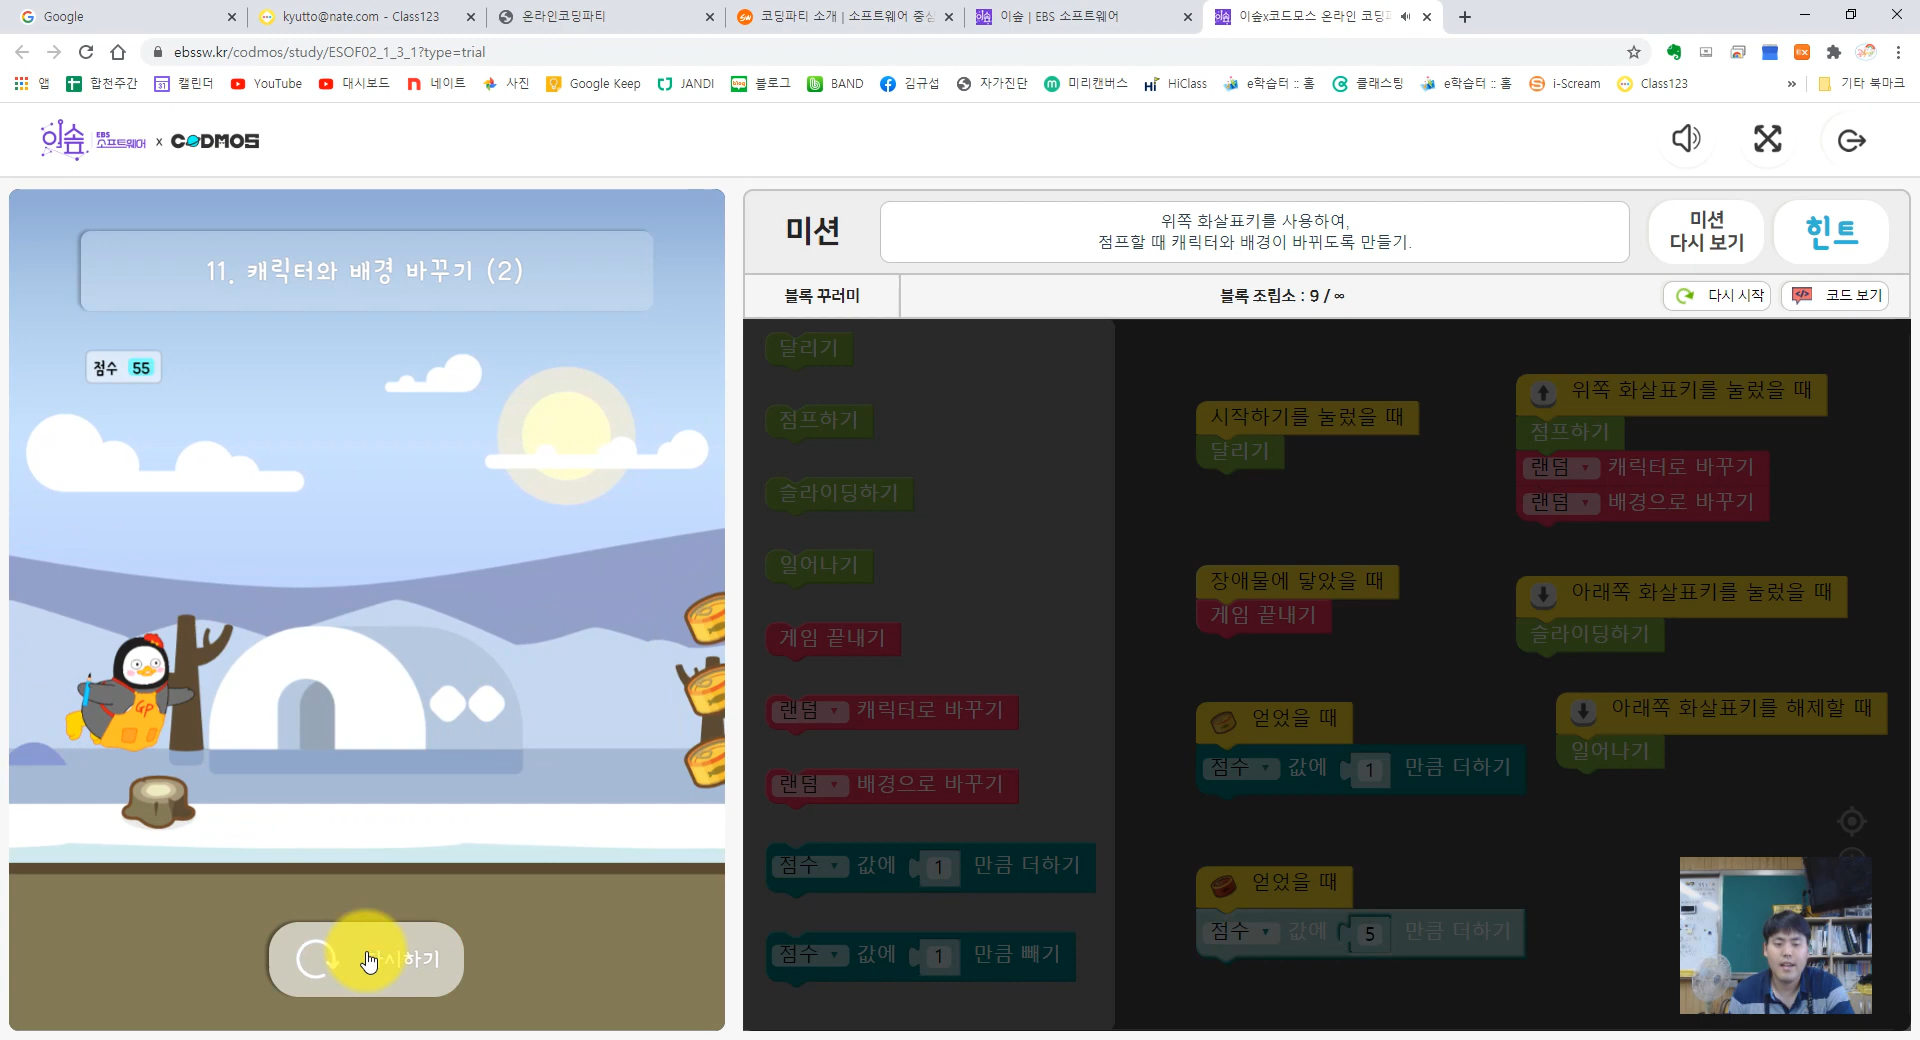 Google
kyutto@nate.com - Class123
온라인코딩파티
코딩파티 소개 | 소프트웨어 중심
이솦 | EBS 소프트웨어
이솦x코드모스 온라인 코딩파
ebssw.kr/codmos/study/ESOF02_1_3_1?type=trial
앱
합천주간
캘린더
YouTube
대시보드
네이트
사진
Google Keep
JANDI
블로그
BAND
김규섭
자가진단
미리캔버스
HiClass
e학습터 :: 홈
클래스팅
e학습터 :: 홈
i-Scream
Class123
»
기타 북마크
이솦 EBS 소프트웨어 x CODMOS
11. 캐릭터와 배경 바꾸기 (2)
점수 55
GP
시하기
미션
위쪽 화살표키를 사용하여,
점프할 때 캐릭터와 배경이 바뀌도록 만들기.
미션
다시 보기
힌트
블록 꾸러미
블록 조립소 : 9 / ∞
다시 시작
코드 보기
달리기
점프하기
슬라이딩하기
일어나기
게임 끝내기
랜덤 캐릭터로 바꾸기
랜덤 배경으로 바꾸기
점수 값에 1 만큼 더하기
점수 값에 1 만큼 빼기
시작하기를 눌렀을 때
달리기
위쪽 화살표키를 눌렀을 때
점프하기
랜덤 캐릭터로 바꾸기
랜덤 배경으로 바꾸기
장애물에 닿았을 때
게임 끝내기
아래쪽 화살표키를 눌렀을 때
슬라이딩하기
얻었을 때
점수 값에 1 만큼 더하기
아래쪽 화살표키를 해제할 때
일어나기
얻었을 때
점수 값에 5 만큼 더하기